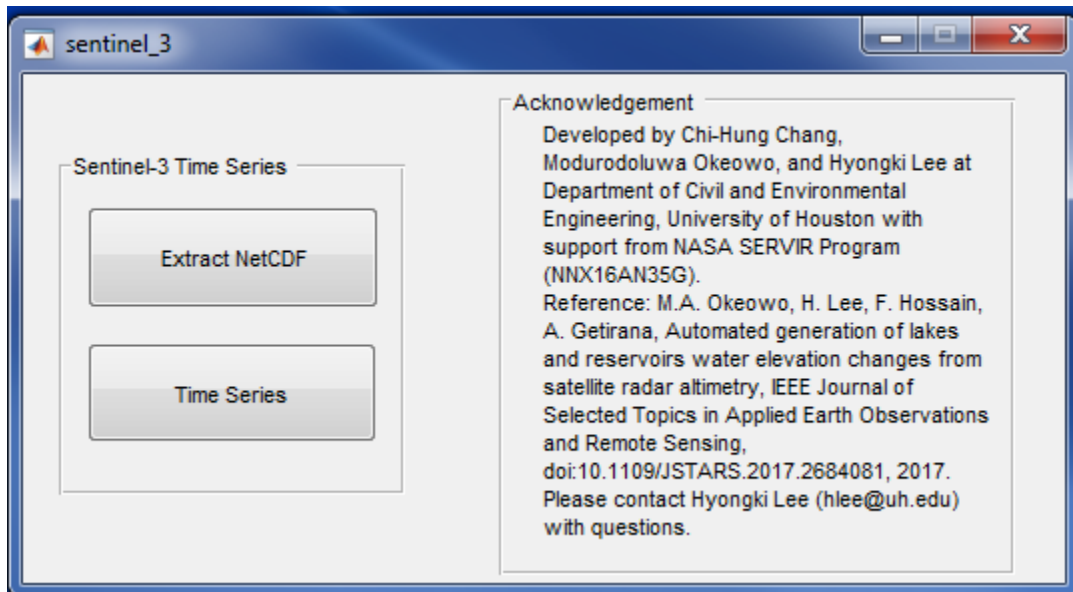 sentinel_3
Sentinel-3 Time Series
Extract NetCDF
Time Series
Acknowledgement
Developed by Chi-Hung Chang,
Modurodoluwa Okeowo, and Hyongki Lee at
Department of Civil and Environmental
Engineering, University of Houston with
support from NASA SERVIR Program
(NNX16AN35G).
Reference: M.A. Okeowo, H. Lee, F. Hossain,
A. Getirana, Automated generation of lakes
and reservoirs water elevation changes from
satellite radar altimetry, IEEE Journal of
Selected Topics in Applied Earth Observations
and Remote Sensing,
doi:10.1109/JSTARS.2017.2684081, 2017.
Please contact Hyongki Lee (hlee@uh.edu)
with questions.